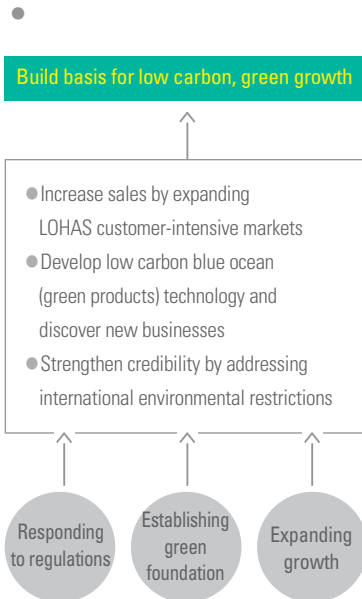 Build basis for low carbon, green growth
●Increase sales by expanding
LOHAS customer-intensive markets
●Develop low carbon blue ocean
(green products) technology and
discover new businesses
●Strengthen credibility by addressing
international environmental restrictions
Responding
to regulations
Establishing
green
foundation
Expanding
growth